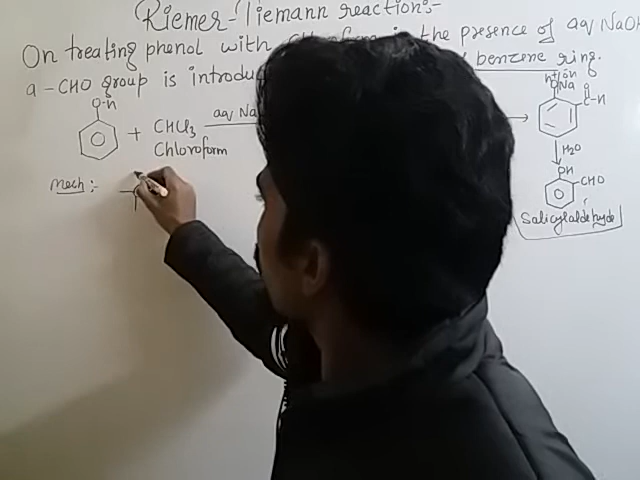 Riemer-Tiemann reaction:-
On treating phenol with in the presence of aq NaOH
a -CHO group is benzene ring.
O-H ONa C-H
+ CHCl3 aq Na
Chloroform H2O
OH
Mech:- CHO
Salicylaldehyde